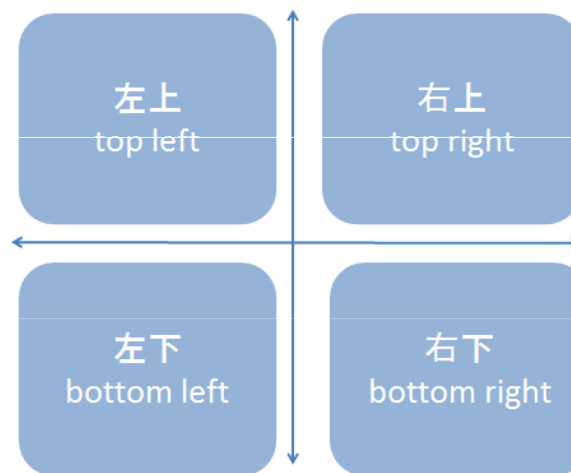 左上
top left
右上
top right
左下
bottom left
右下
bottom right